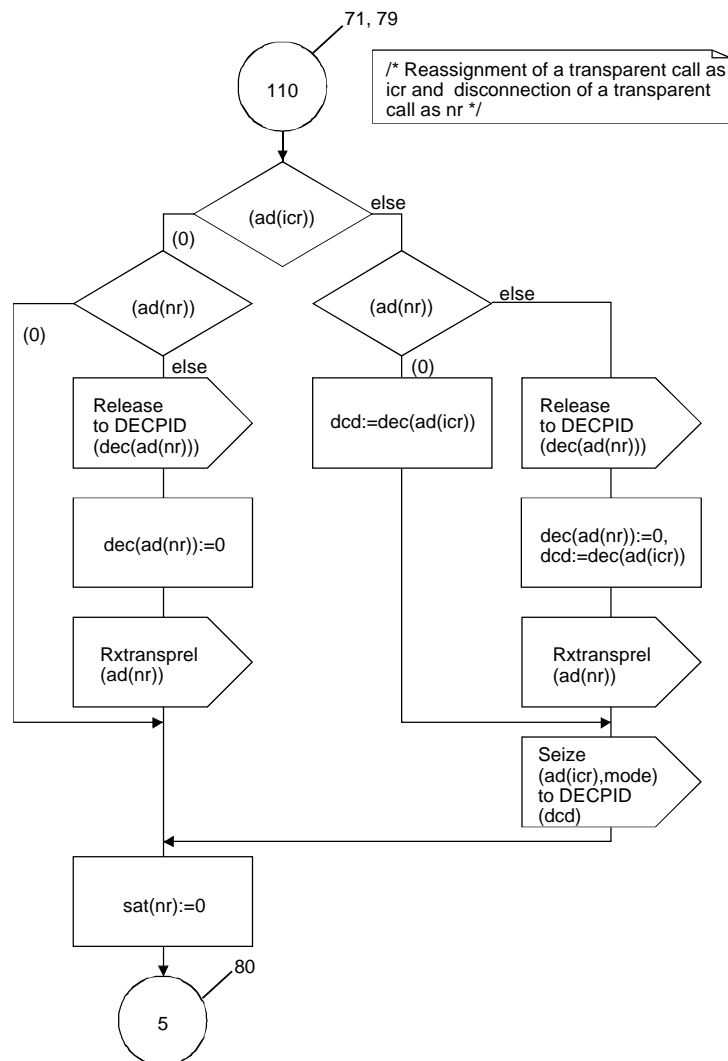 71, 79
110
/* Reassignment of a transparent call as
icr and disconnection of a transparent
call as nr */
(ad(icr))
else
(0)
(ad(nr))
(0)
else
(ad(nr))
else
(0)
Release
to DECPID
(dec(ad(nr)))
dcd:=dec(ad(icr))
Release
to DECPID
(dec(ad(nr)))
dec(ad(nr)):=0
dec(ad(nr)):=0,
dcd:=dec(ad(icr))
Rxtransprel
(ad(nr))
Rxtransprel
(ad(nr))
Seize
(ad(icr),mode)
to DECPID
(dcd)
sat(nr):=0
80
5